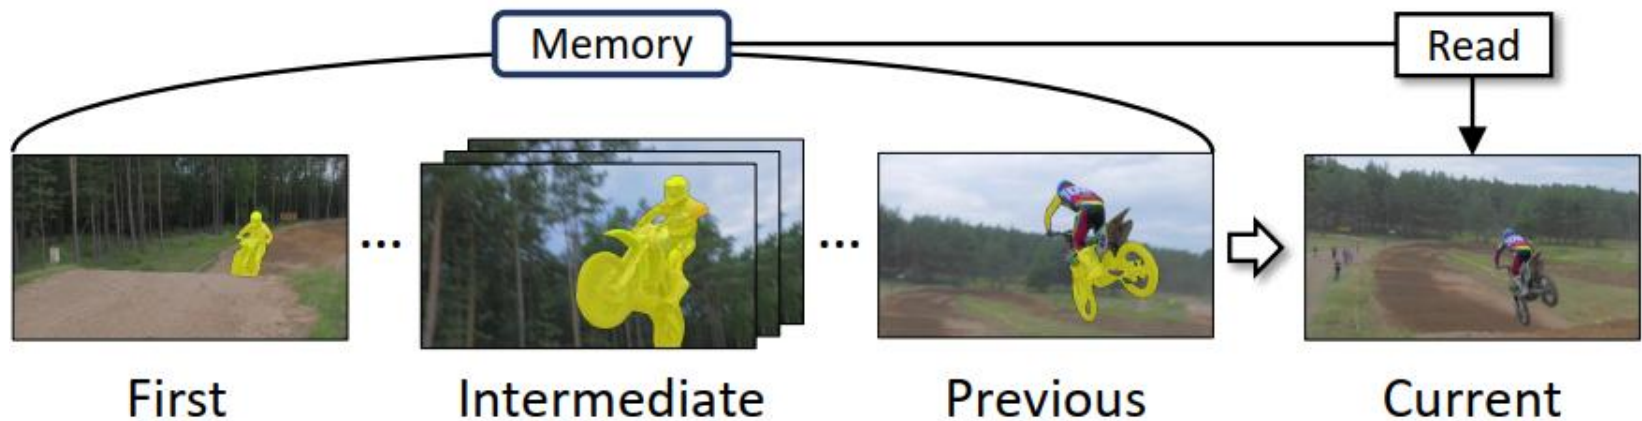 Memory
Read
...
...
First
Intermediate
Previous
Current